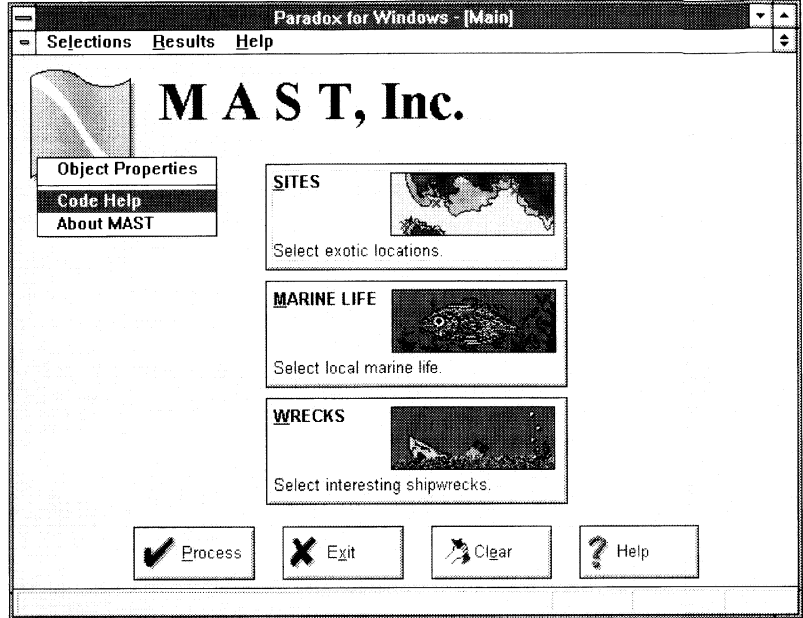 Paradox for Windows - [Main]
Selections Results Help
M A S T, Inc.
Object Properties
Code Help
About MAST
SITES
Select exotic locations.
MARINE LIFE
Select local marine life.
WRECKS
Select interesting shipwrecks.
Process Exit Clear Help